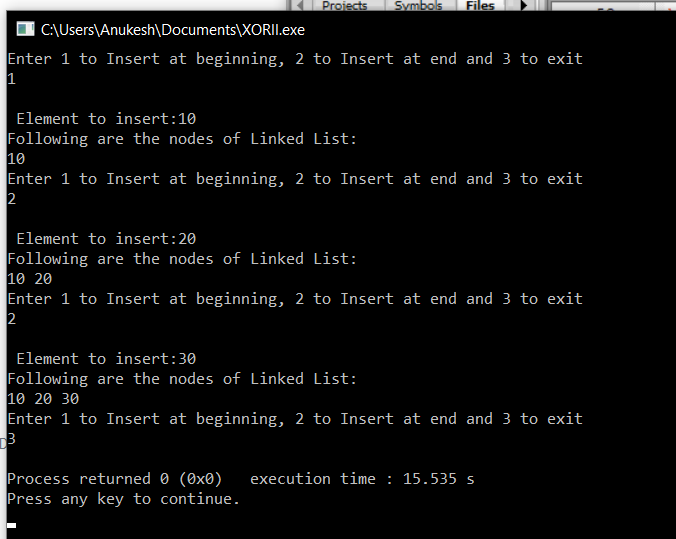 Projects Symbols Files
C:\Users\Anukesh\Documents\XORII.exe
Enter 1 to Insert at beginning, 2 to Insert at end and 3 to exit
1
Element to insert:10
Following are the nodes of Linked List:
10
Enter 1 to Insert at beginning, 2 to Insert at end and 3 to exit
2
Element to insert:20
Following are the nodes of Linked List:
10 20
Enter 1 to Insert at beginning, 2 to Insert at end and 3 to exit
2
Element to insert:30
Following are the nodes of Linked List:
10 20 30
Enter 1 to Insert at beginning, 2 to Insert at end and 3 to exit
3
Process returned 0 (0x0)   execution time : 15.535 s
Press any key to continue.